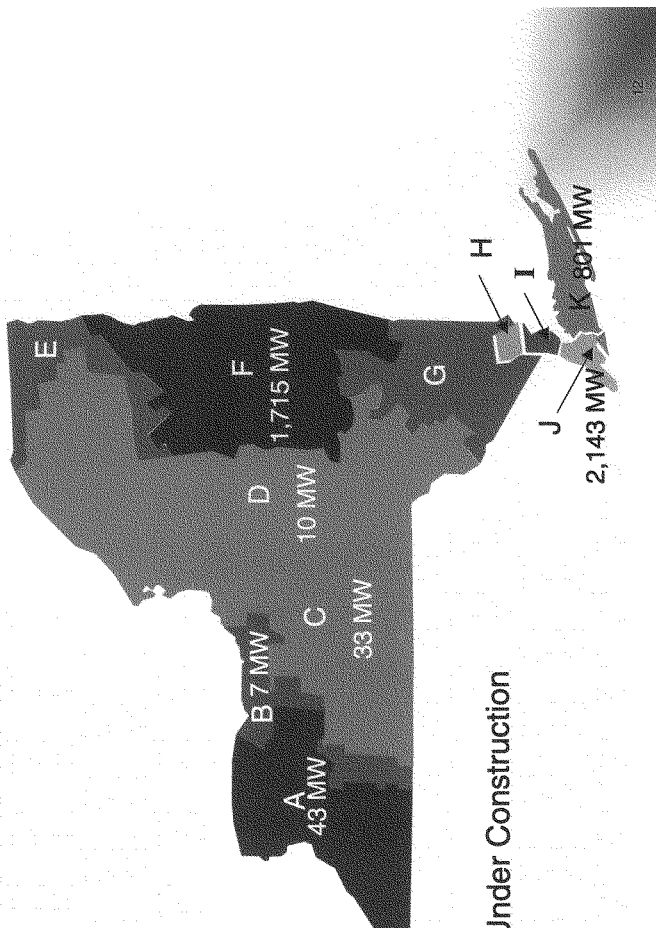 E
F
1,715 MW
D
10 MW
B 7 MW
C
33 MW
A
43 MW
G
H
I
J
2,143 MW
K 801 MW
Under Construction
12